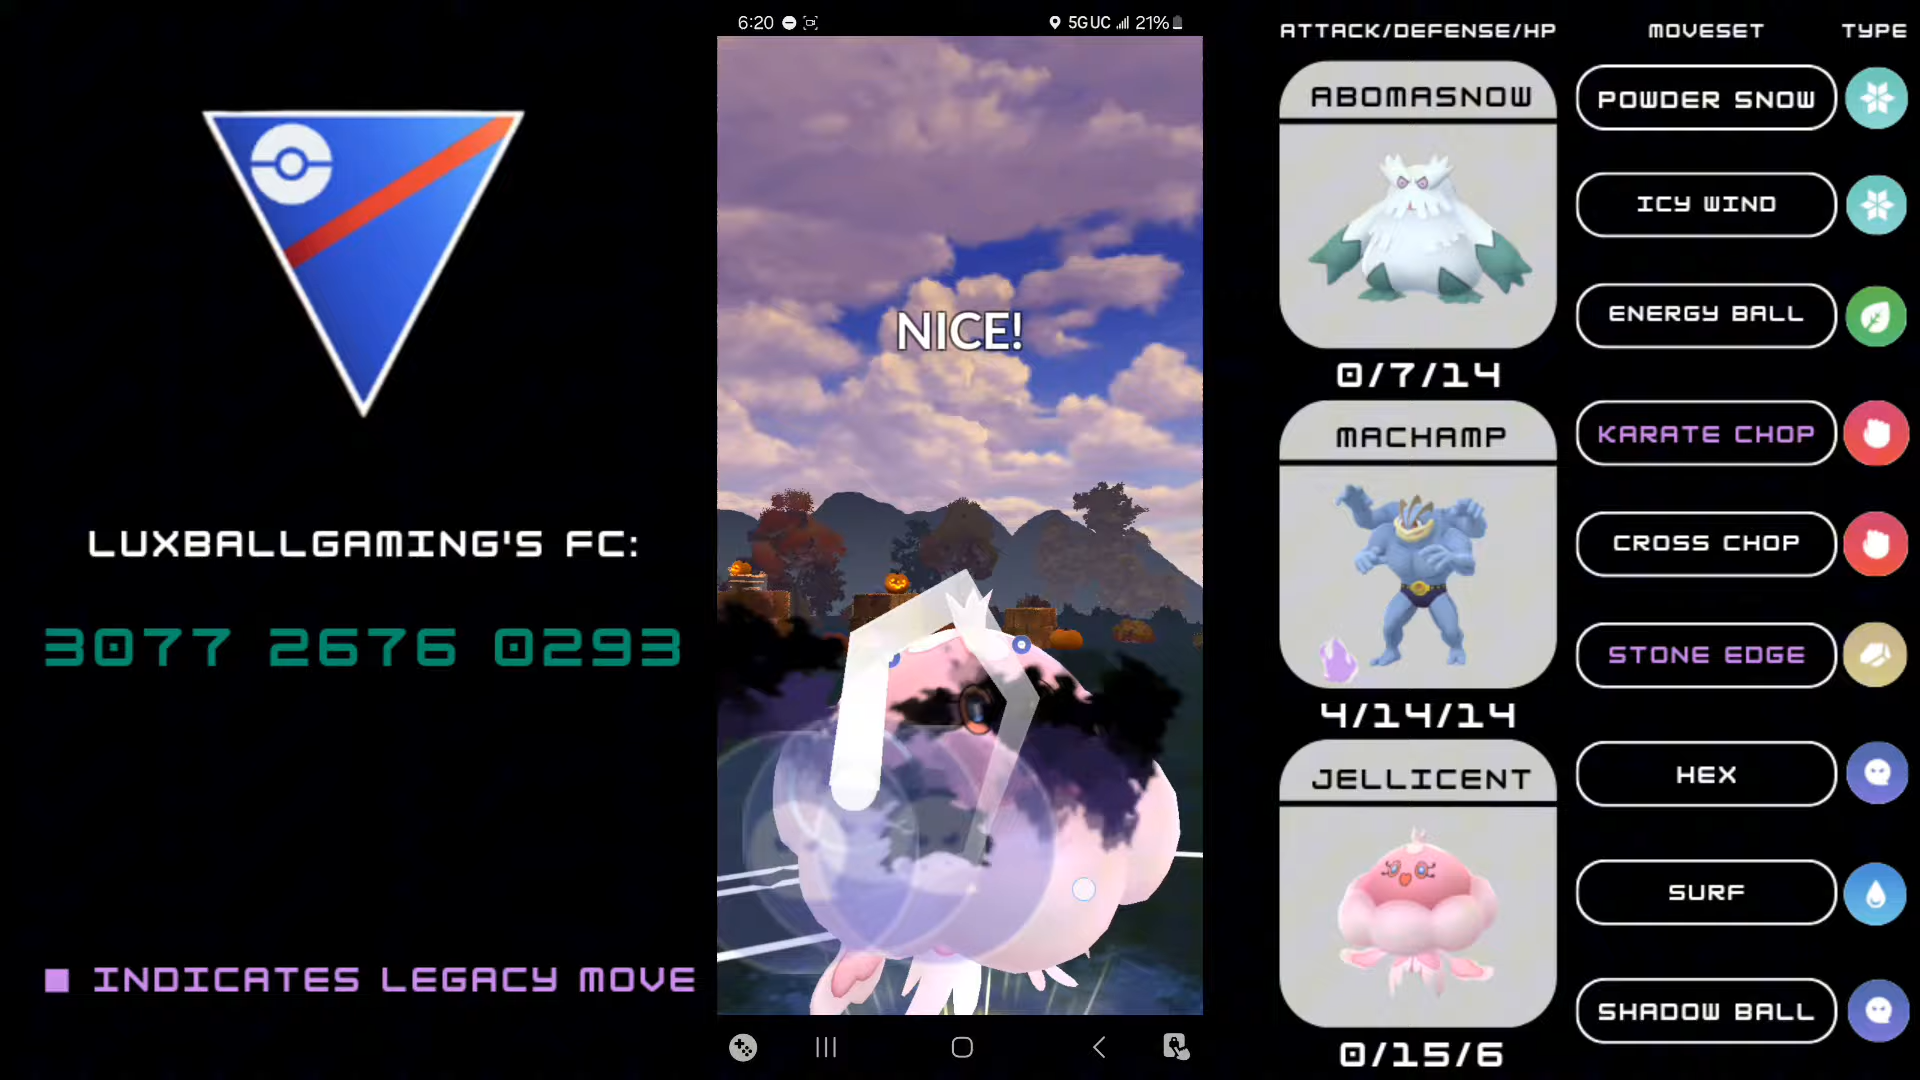 6:20
5G UC 21%
NICE!
LUXBALLGAMING'S FC:
3077 2676 0293
INDICATES LEGACY MOVE
ATTACK/DEFENSE/HP MOVESET TYPE
ABOMASNOW
0/7/14
POWDER SNOW
ICY WIND
ENERGY BALL
MACHAMP
4/14/14
KARATE CHOP
CROSS CHOP
STONE EDGE
JELLICENT
0/15/6
HEX
SURF
SHADOW BALL